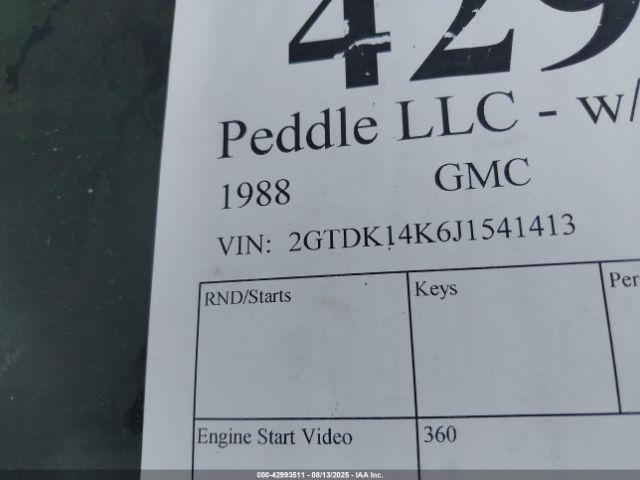 429
Peddle LLC - w/
1988 GMC
VIN: 2GTDK14K6J1541413
RND/Starts Keys Per
Engine Start Video 360
000-42993511 - 08/13/2025 - IAA Inc.